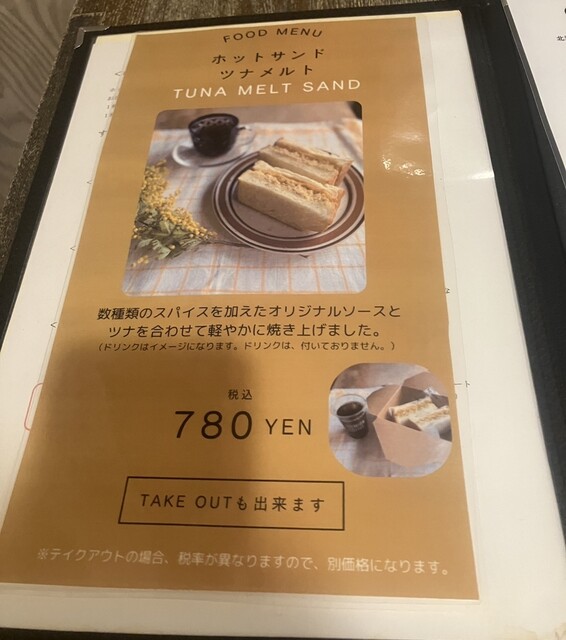 FOOD MENU
ホットサンド
ツナメルト
TUNA MELT SAND
数種類のスパイスを加えたオリジナルソースと
ツナを合わせて軽やかに焼き上げました。
(ドリンクはイメージになります。ドリンクは、付いておりません。)
税込
780 YEN
TAKE OUTも出来ます
※テイクアウトの場合、税率が異なりますので、別価格になります。